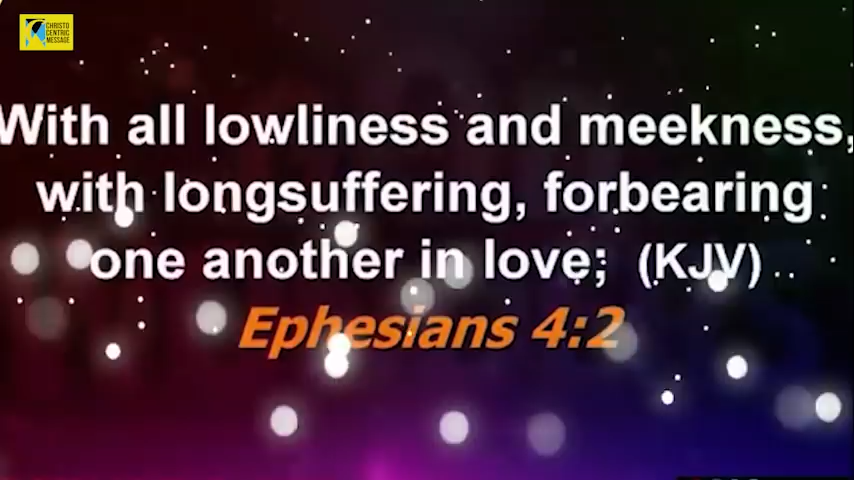 CHRISTO
CENTRIC
MESSAGE
With all lowliness and meekness,
with longsuffering, forbearing
one another in love; (KJV)
Ephesians 4:2